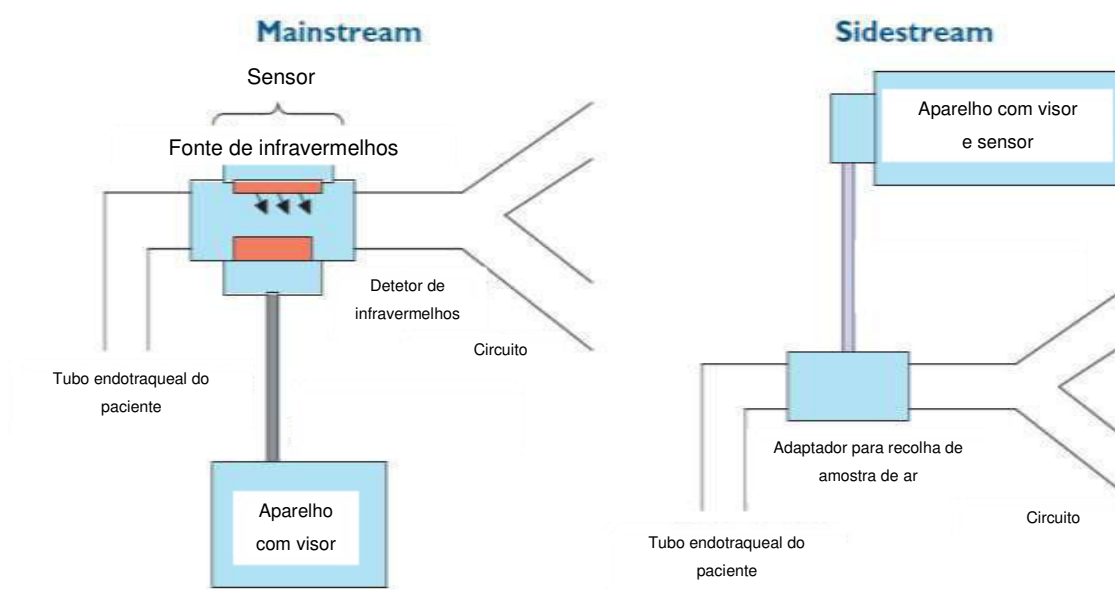 Mainstream
Sensor
Fonte de infravermelhos
Detetor de
infravermelhos
Circuito
Tubo endotraqueal do
paciente
Aparelho
com visor
Sidestream
Aparelho com visor
e sensor
Adaptador para recolha de
amostra de ar
Circuito
Tubo endotraqueal do
paciente